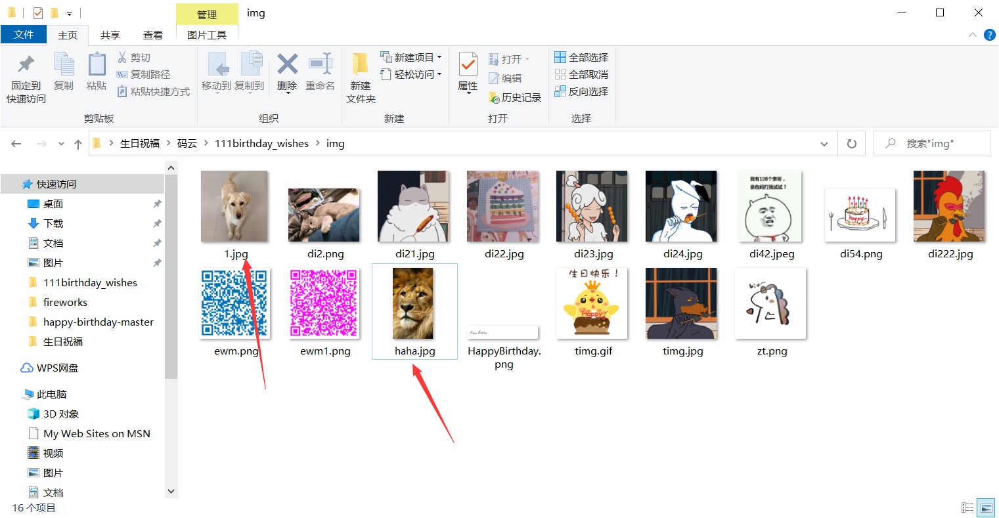 管理
img
文件
主页
共享
查看
图片工具
固定到
快速访问
复制
粘贴
剪切
复制路径
粘贴快捷方式
剪贴板
移动到
复制到
删除
重命名
组织
新建
文件夹
新建项目
轻松访问
新建
属性
打开
编辑
历史记录
打开
全部选择
全部取消
反向选择
选择
生日祝福
码云
111birthday_wishes
img
搜索"img"
快速访问
桌面
下载
文档
图片
111birthday_wishes
fireworks
happy-birthday-master
生日祝福
WPS网盘
此电脑
3D 对象
My Web Sites on MSN
视频
图片
文档
我有108个表哥，
谁他妈打我试试？
happy
1.jpg
di2.png
di21.jpg
di22.jpg
di23.jpg
di24.jpg
di42.jpeg
di54.png
di222.jpg
Happy Birthday
生日快乐！
Happy
biu~
ewm.png
ewm1.png
haha.jpg
HappyBirthday.
png
timg.gif
timg.jpg
zt.png
16 个项目